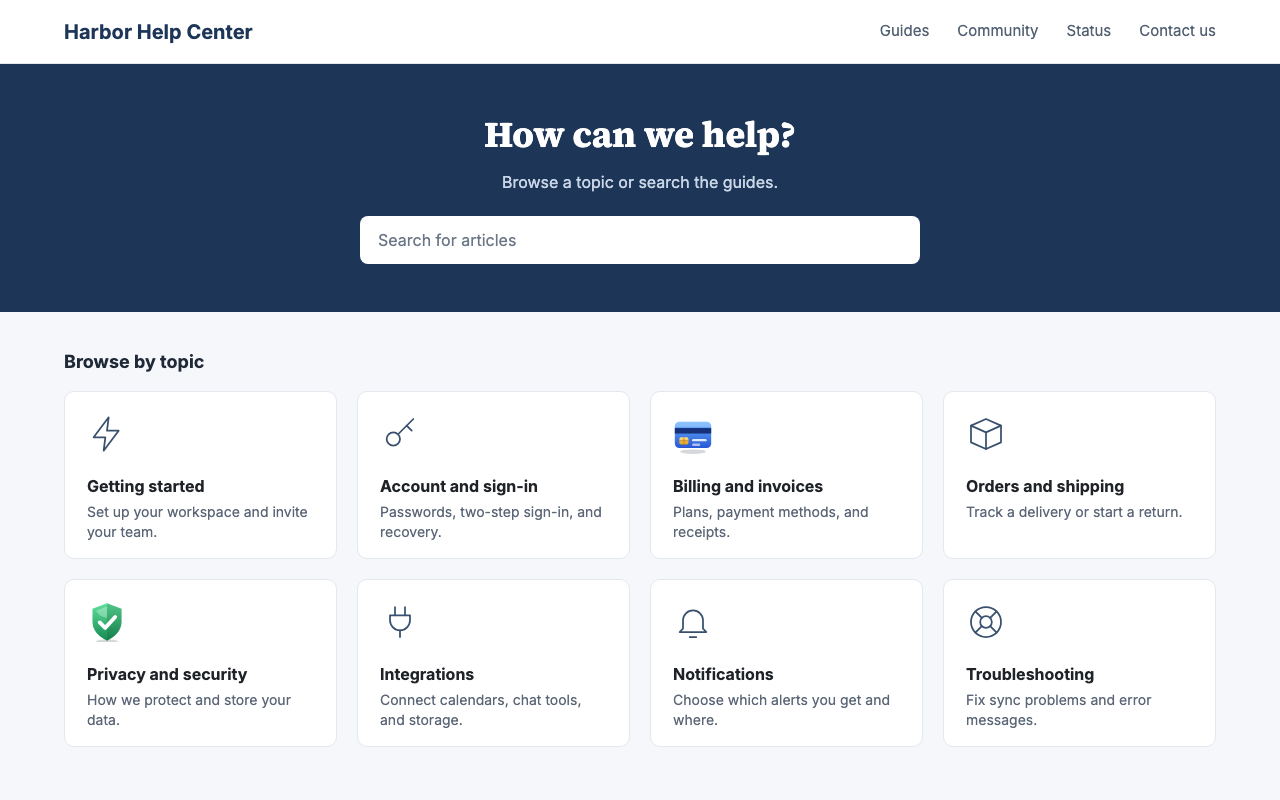 Harbor Help Center
Guides
Community
Status
Contact us
How can we help?
Browse a topic or search the guides.
Search for articles
Browse by topic
Getting started
Set up your workspace and invite
your team.
Account and sign-in
Passwords, two-step sign-in, and
recovery.
Billing and invoices
Plans, payment methods, and
receipts.
Orders and shipping
Track a delivery or start a return.
Privacy and security
How we protect and store your
data.
Integrations
Connect calendars, chat tools,
and storage.
Notifications
Choose which alerts you get and
where.
Troubleshooting
Fix sync problems and error
messages.